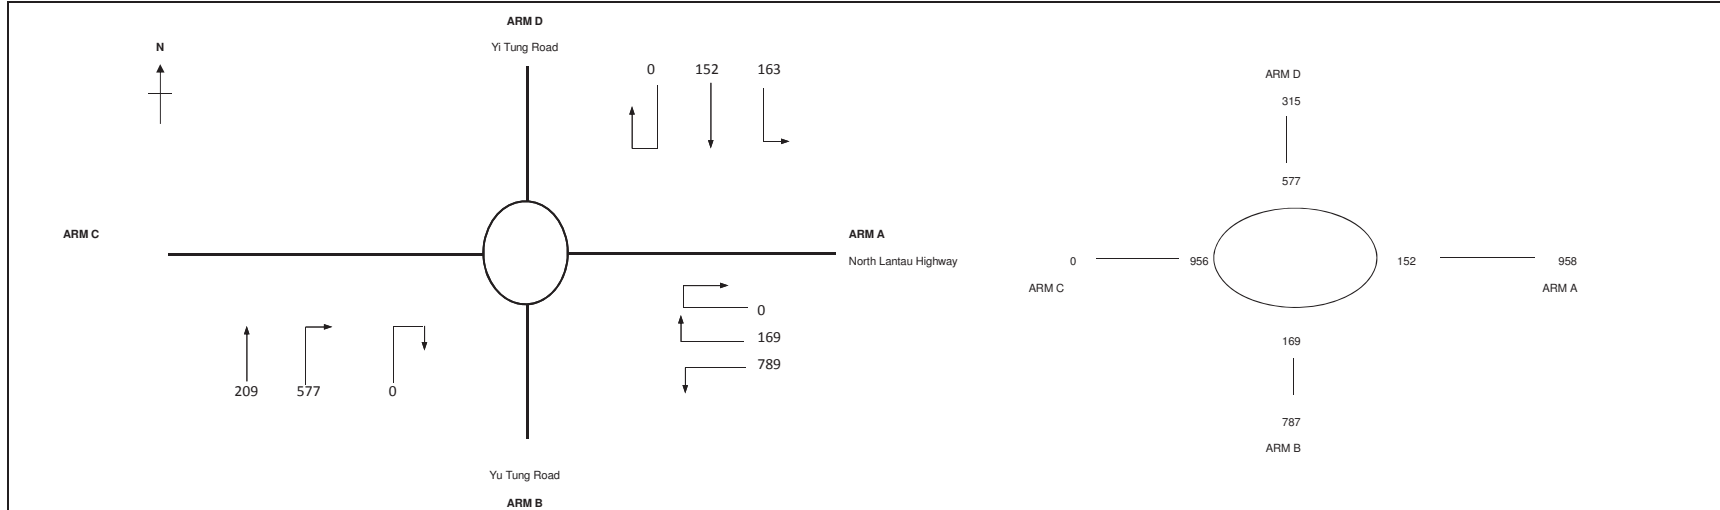 ARM D
Yi Tung Road
N
0 152 163
ARM C
ARM A
North Lantau Highway
0
169
789
209 577 0
Yu Tung Road
ARM B
ARM D
315
577
0 956 152 958
ARM C ARM A
169
787
ARM B